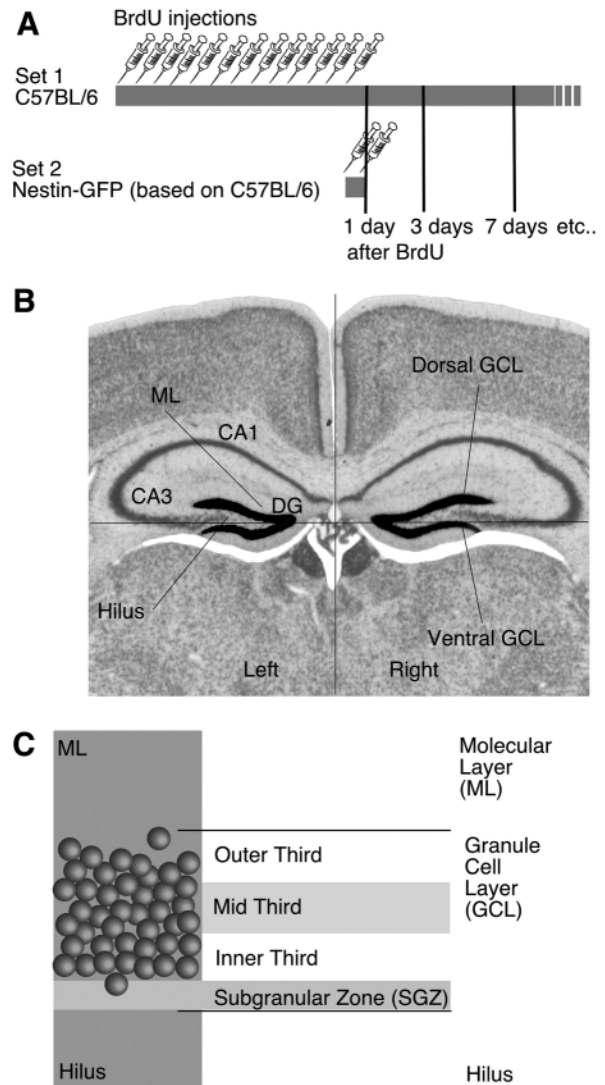 A
BrdU injections
Set 1
C57BL/6
Set 2
Nestin-GFP (based on C57BL/6)
1 day 3 days 7 days etc..
after BrdU
B
Dorsal GCL
ML
CA1
CA3
DG
Hilus
Ventral GCL
Left
Right
C
ML
Molecular
Layer
(ML)
Outer Third
Granule
Cell
Layer
(GCL)
Mid Third
Inner Third
Subgranular Zone (SGZ)
Hilus
Hilus